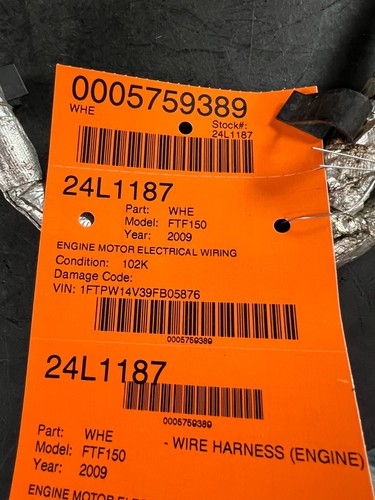 0005759389
WHE
Stock#:
24L1187
24L1187
Part: WHE
Model: FTF150
Year: 2009
ENGINE MOTOR ELECTRICAL WIRING
Condition: 102K
Damage Code:
VIN: 1FTPW14V39FB05876
0005759389
24L1187
0005759389
Part: WHE
- WIRE HARNESS (ENGINE)
Model: FTF150
Year: 2009
ENGINE MOTOR